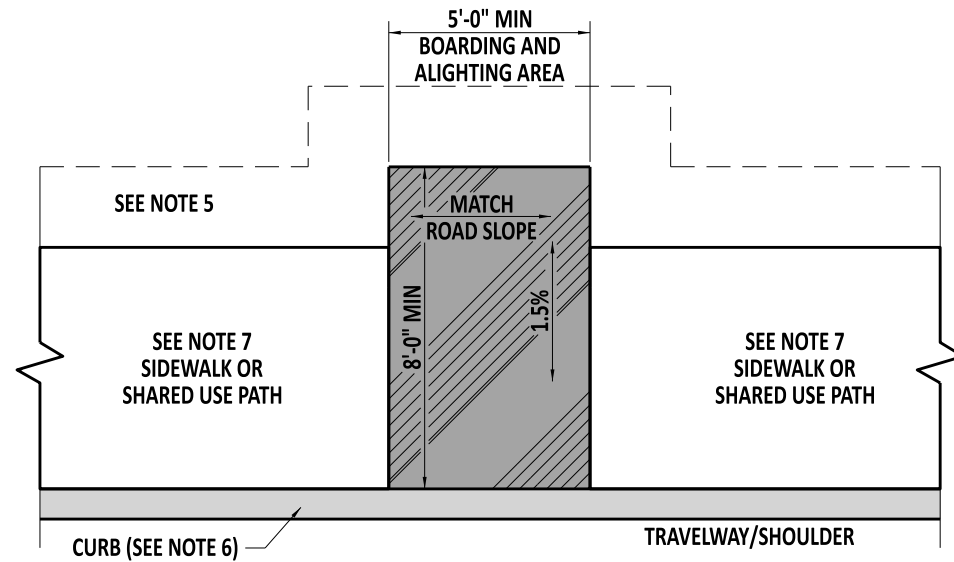 5'-0" MIN
BOARDING AND
ALIGHTING AREA
SEE NOTE 5
MATCH
ROAD SLOPE
8'-0" MIN
1.5%
SEE NOTE 7
SIDEWALK OR
SHARED USE PATH
SEE NOTE 7
SIDEWALK OR
SHARED USE PATH
CURB (SEE NOTE 6)
TRAVELWAY/SHOULDER